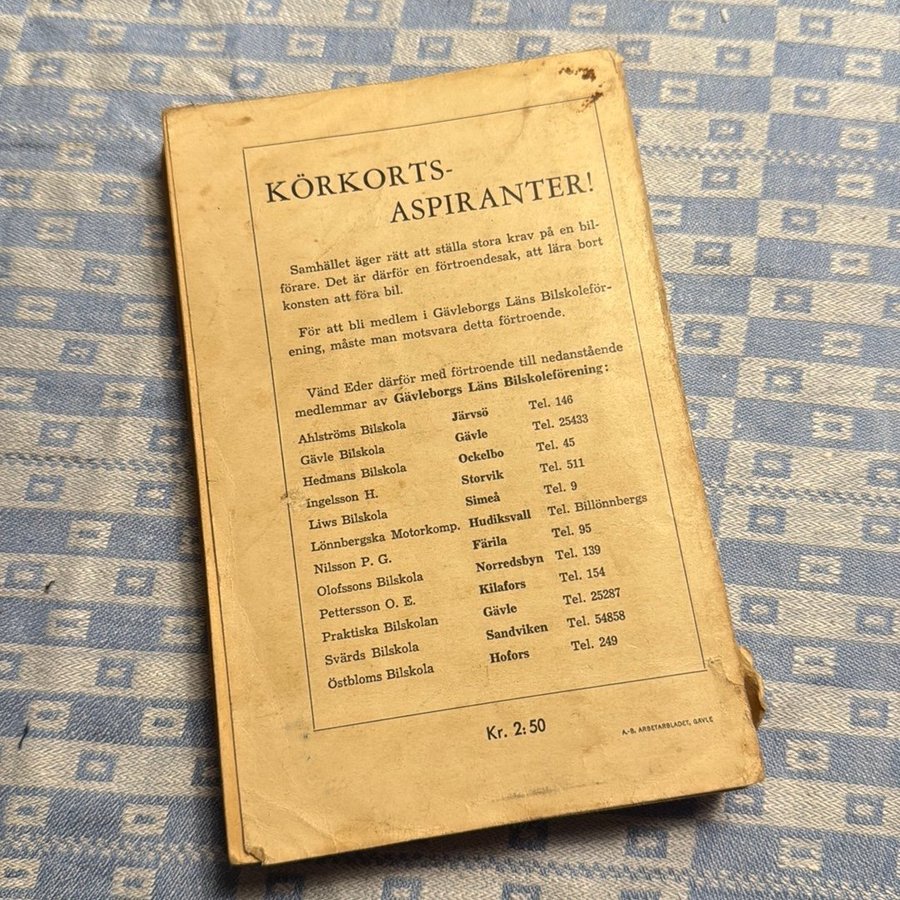 KÖRKORTS-
ASPIRANTER!
Samhället äger rätt att ställa stora krav på en bil-
förare. Det är därför en förtroendesak, att lära bort
konsten att föra bil.
För att bli medlem i Gävleborgs Läns Bilskoleför-
ening, måste man motsvara detta förtroende.
Vänd Eder därför med förtroende till nedanstående
medlemmar av Gävleborgs Läns Bilskoleförening:
Ahlströms Bilskola Järvsö Tel. 146
Gävle Bilskola Gävle Tel. 25433
Hedmans Bilskola Ockelbo Tel. 45
Ingelsson H. Storvik Tel. 511
Liws Bilskola Simeå Tel. 9
Lönnbergska Motorkomp. Hudiksvall Tel. Billönnbergs
Nilsson P. G. Färila Tel. 95
Olofssons Bilskola Norredsbyn Tel. 139
Pettersson O. E. Kilafors Tel. 154
Praktiska Bilskolan Gävle Tel. 25287
Svärds Bilskola Sandviken Tel. 54858
Östbloms Bilskola Hofors Tel. 249
Kr. 2:50
A.-B. ARBETARBLADET, GÄVLE